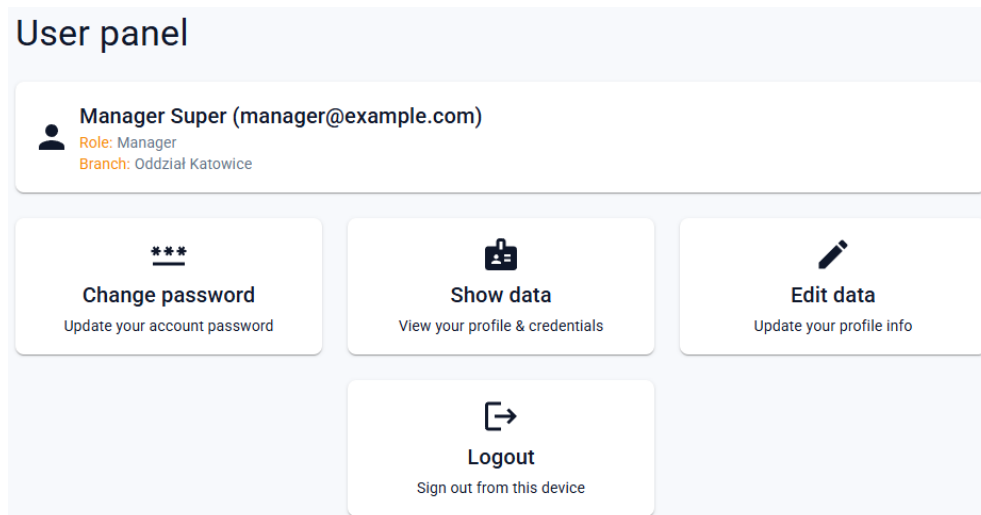 User panel
Manager Super (manager@example.com)
Role: Manager
Branch: Oddział Katowice
***
Change password
Update your account password
Show data
View your profile & credentials
Edit data
Update your profile info
Logout
Sign out from this device